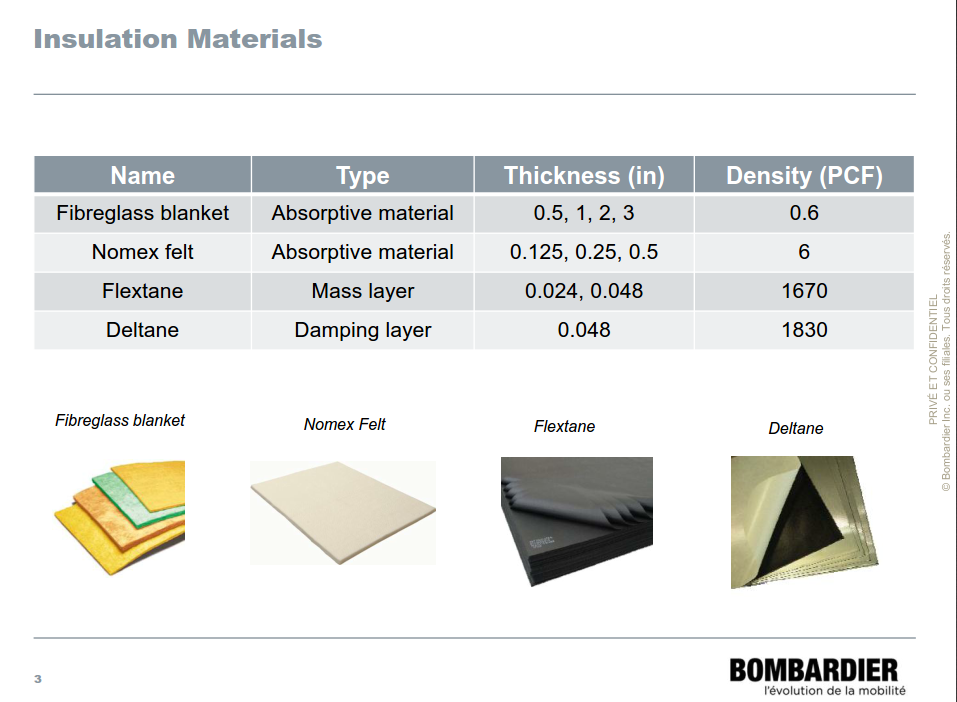 Insulation Materials
Name Type Thickness (in) Density (PCF)
Fibreglass blanket Absorptive material 0.5, 1, 2, 3 0.6
Nomex felt Absorptive material 0.125, 0.25, 0.5 6
Flextane Mass layer 0.024, 0.048 1670
Deltane Damping layer 0.048 1830
Fibreglass blanket
Nomex Felt
Flextane
Deltane
PRIVÉ ET CONFIDENTIEL
© Bombardier Inc. ou ses filiales. Tous droits réservés.
3
BOMBARDIER
l'évolution de la mobilité